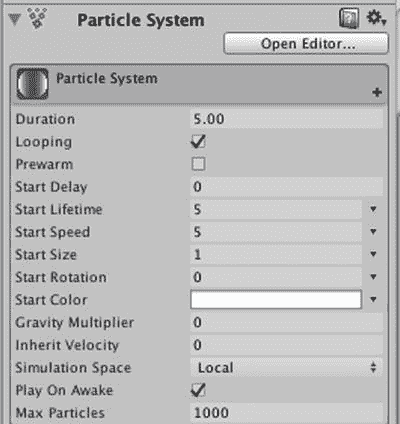 Particle System
Open Editor...
Particle System
Duration 5.00
Looping
Prewarm
Start Delay 0
Start Lifetime 5
Start Speed 5
Start Size 1
Start Rotation 0
Start Color
Gravity Multiplier 0
Inherit Velocity 0
Simulation Space Local
Play On Awake
Max Particles 1000